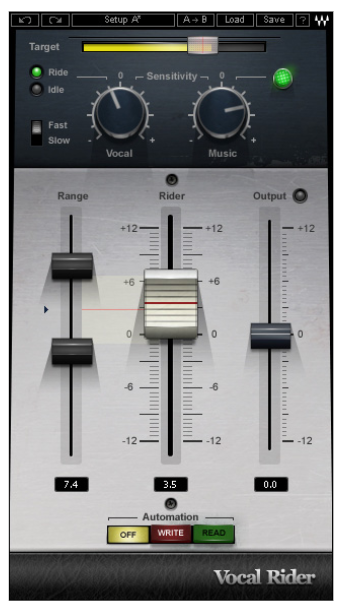 Setup A* A→B Load Save ?
Target
Ride
Idle
0 Sensitivity 0
Fast
Slow
- + - +
Vocal Music
Range Rider Output
+12 +12 +12
+6 +6
0 0 0
-6 -6
-12 -12 -12
7.4 3.5 0.0
Automation
OFF WRITE READ
Vocal Rider